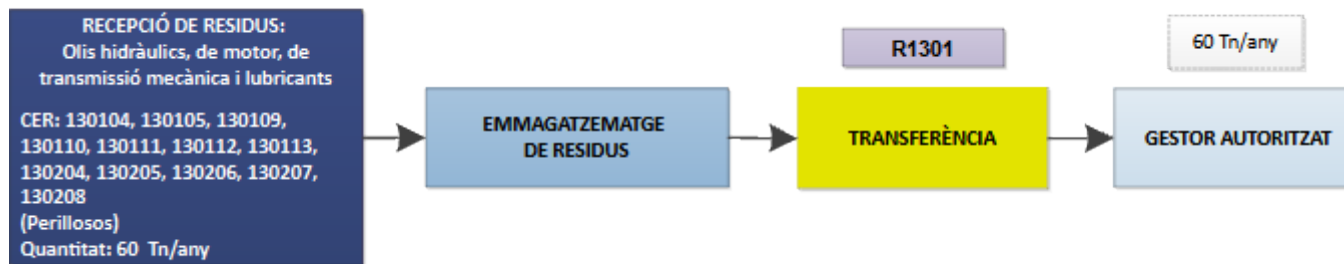 RECEPCIÓ DE RESIDUS:
Olis hidràulics, de motor, de
transmissió mecànica i lubricants
CER: 130104, 130105, 130109,
130110, 130111, 130112, 130113,
130204, 130205, 130206, 130207,
130208
(Perillosos)
Quantitat: 60 Tn/any
EMMAGATZEMATGE
DE RESIDUS
R1301
TRANSFERÈNCIA
60 Tn/any
GESTOR AUTORITZAT